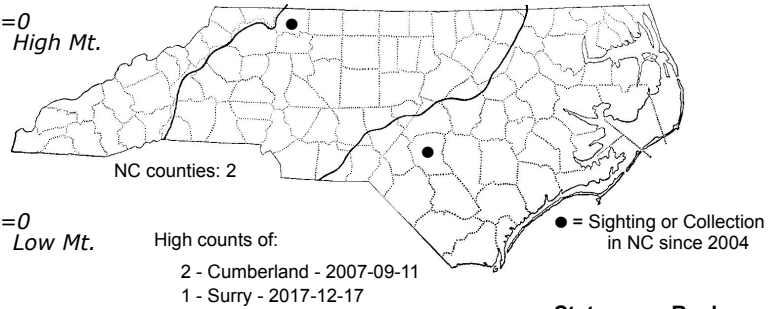 =0
High Mt.
NC counties: 2
=0
Low Mt.
High counts of:
2 - Cumberland - 2007-09-11
1 - Surry - 2017-12-17
● = Sighting or Collection
in NC since 2004